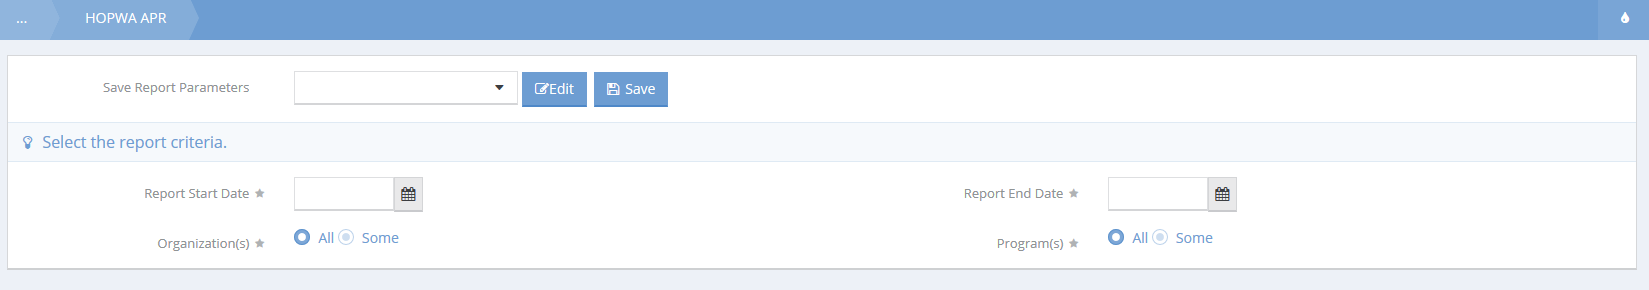 ... HOPWA APR
Save Report Parameters Edit Save
Select the report criteria.
Report Start Date Report End Date
Organization(s) All Some Program(s) All Some